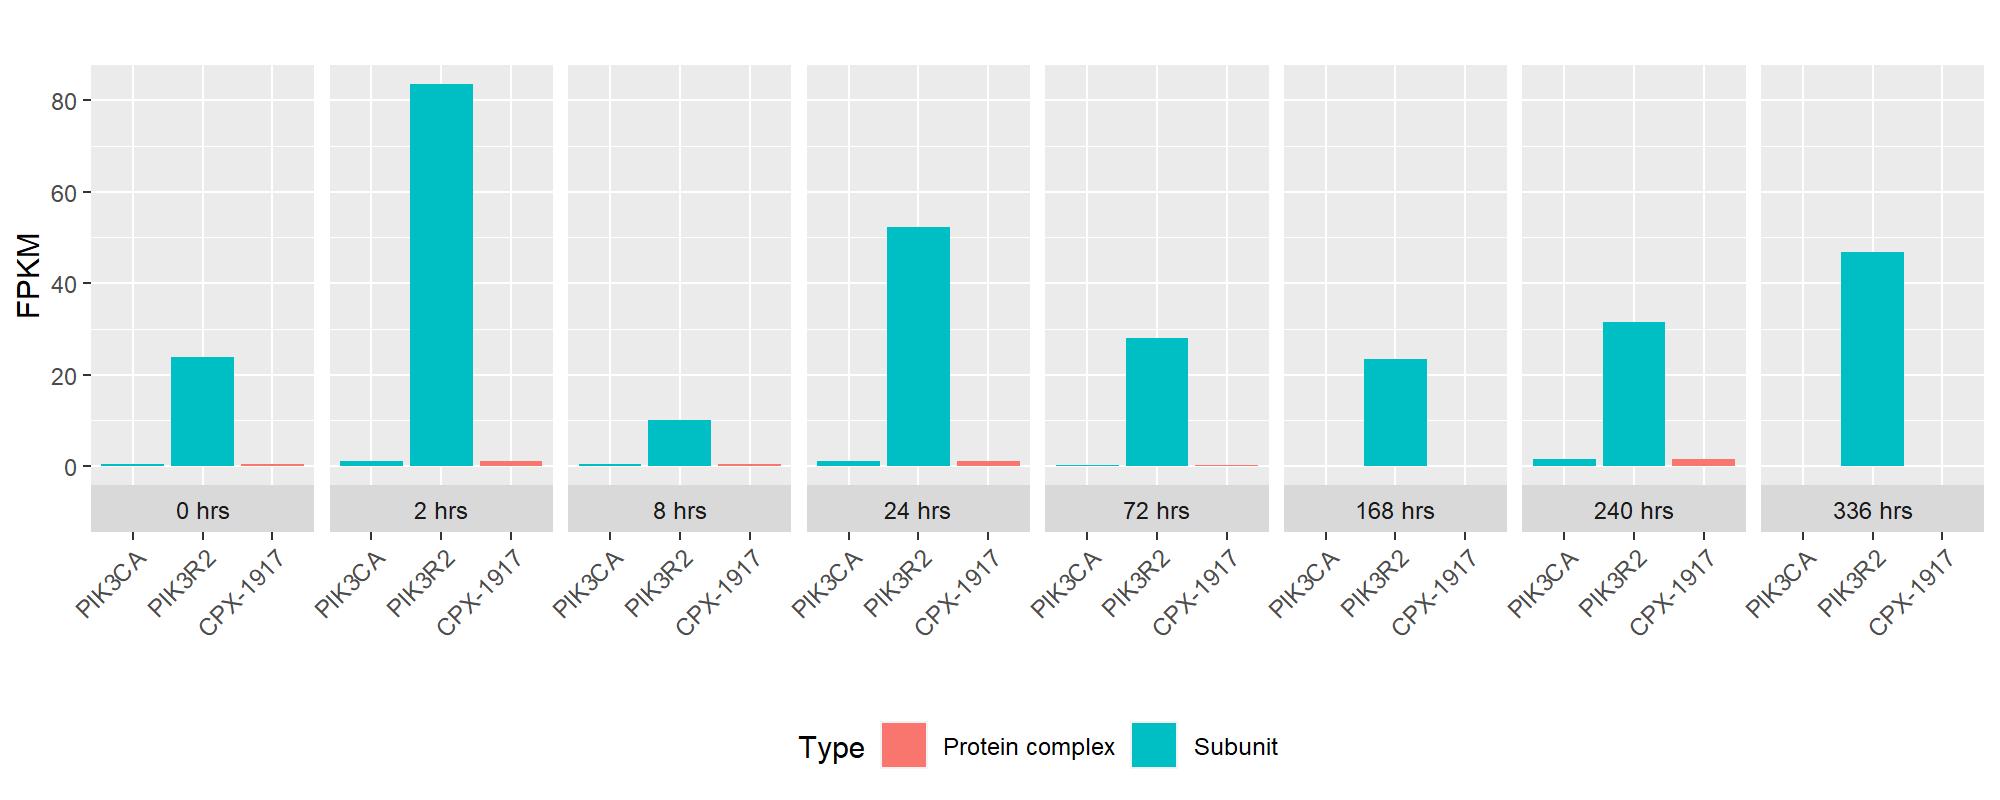 FPKM
80
60
40
20
0
0 hrs 2 hrs 8 hrs 24 hrs 72 hrs 168 hrs 240 hrs 336 hrs
PIK3CA PIK3R2 CPX-1917 PIK3CA PIK3R2 CPX-1917 PIK3CA PIK3R2 CPX-1917 PIK3CA PIK3R2 CPX-1917 PIK3CA PIK3R2 CPX-1917 PIK3CA PIK3R2 CPX-1917 PIK3CA PIK3R2 CPX-1917 PIK3CA PIK3R2 CPX-1917
Type Protein complex Subunit